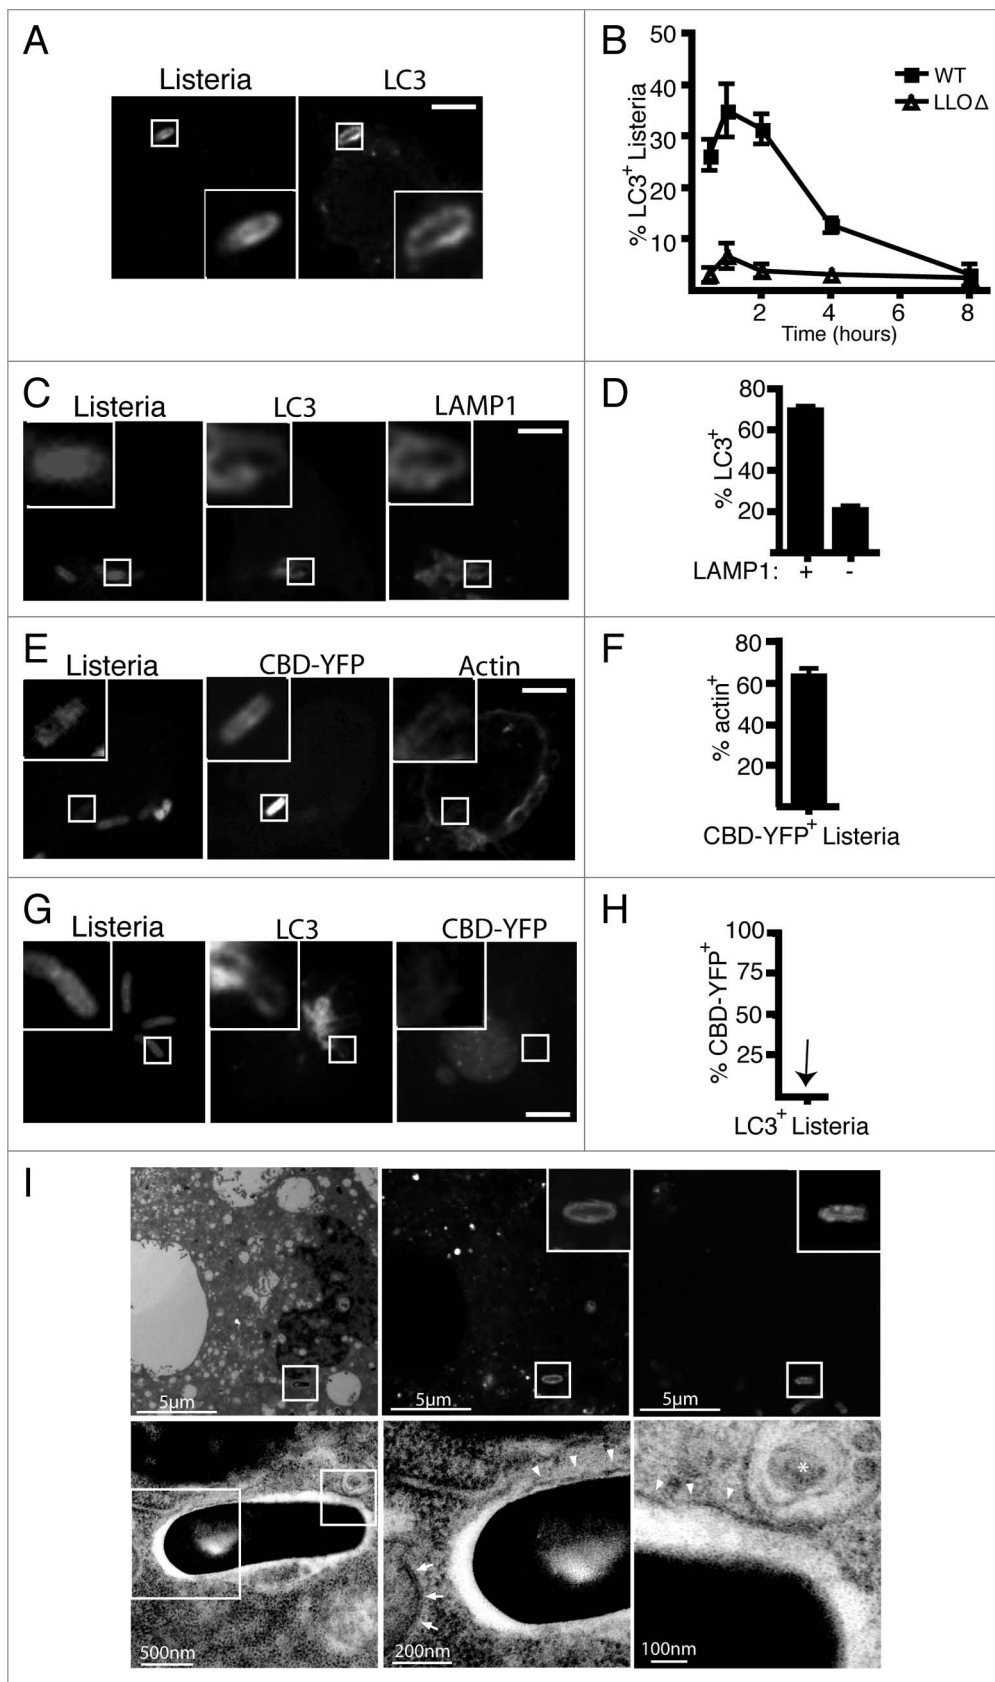 A
Listeria
LC3
B
50
40
30
20
10
% LC3+ Listeria
WT
LLOΔ
2
4
6
8
Time (hours)
C
Listeria
LC3
LAMP1
D
80
60
40
20
% LC3+
LAMP1: + -
E
Listeria
CBD-YFP
Actin
F
80
60
40
20
% actin+
CBD-YFP+ Listeria
G
Listeria
LC3
CBD-YFP
H
100
75
50
25
% CBD-YFP+
LC3+ Listeria
I
5µm
5µm
5µm
*
500nm
200nm
100nm